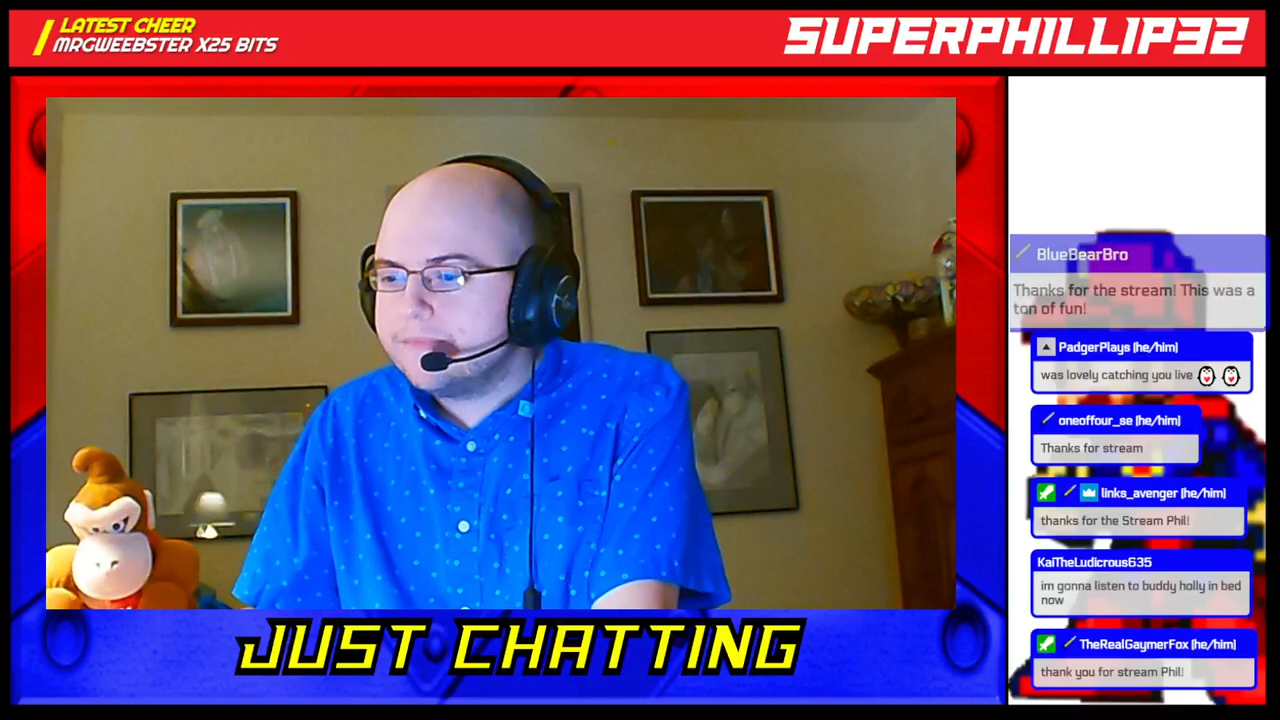 LATEST CHEER
MRGWEEBSTER X25 BITS
SUPERPHILLIP32
BlueBearBro
Thanks for the stream! This was a
ton of fun!
PadgerPlays (he/him)
was lovely catching you live
oneoffour_se (he/him)
Thanks for stream
links_avenger (he/him)
thanks for the Stream Phil!
KaiTheLudicrous635
im gonna listen to buddy holly in bed
now
TheRealGaymerFox (he/him)
thank you for stream Phil!
JUST CHATTING